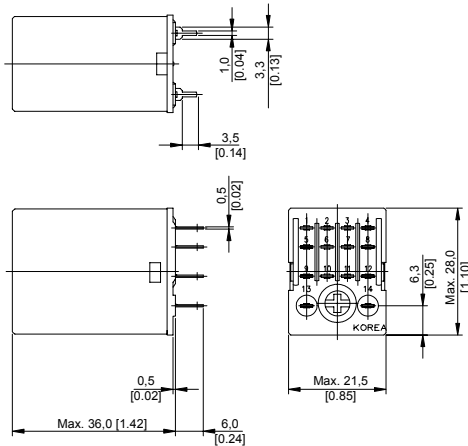 1,0
[0.04]
3,3
[0.13]
3,5
[0.14]
0,5
[0.02]
1 2 3 4
5 6 7 8
9 10 11 12
13 14
KOREA
6,3
[0.25]
Max. 28,0
[1.10]
0,5
[0.02]
Max. 36,0 [1.42]
6,0
[0.24]
Max. 21,5
[0.85]